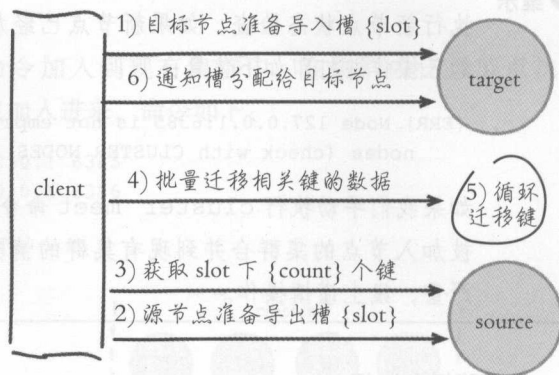 1）目标节点准备导入槽 {slot}
6）通知槽分配给目标节点
target
client
4）批量迁移相关键的数据
5）循环
迁移键
3）获取 slot 下 {count} 个键
2）源节点准备导出槽 {slot}
source